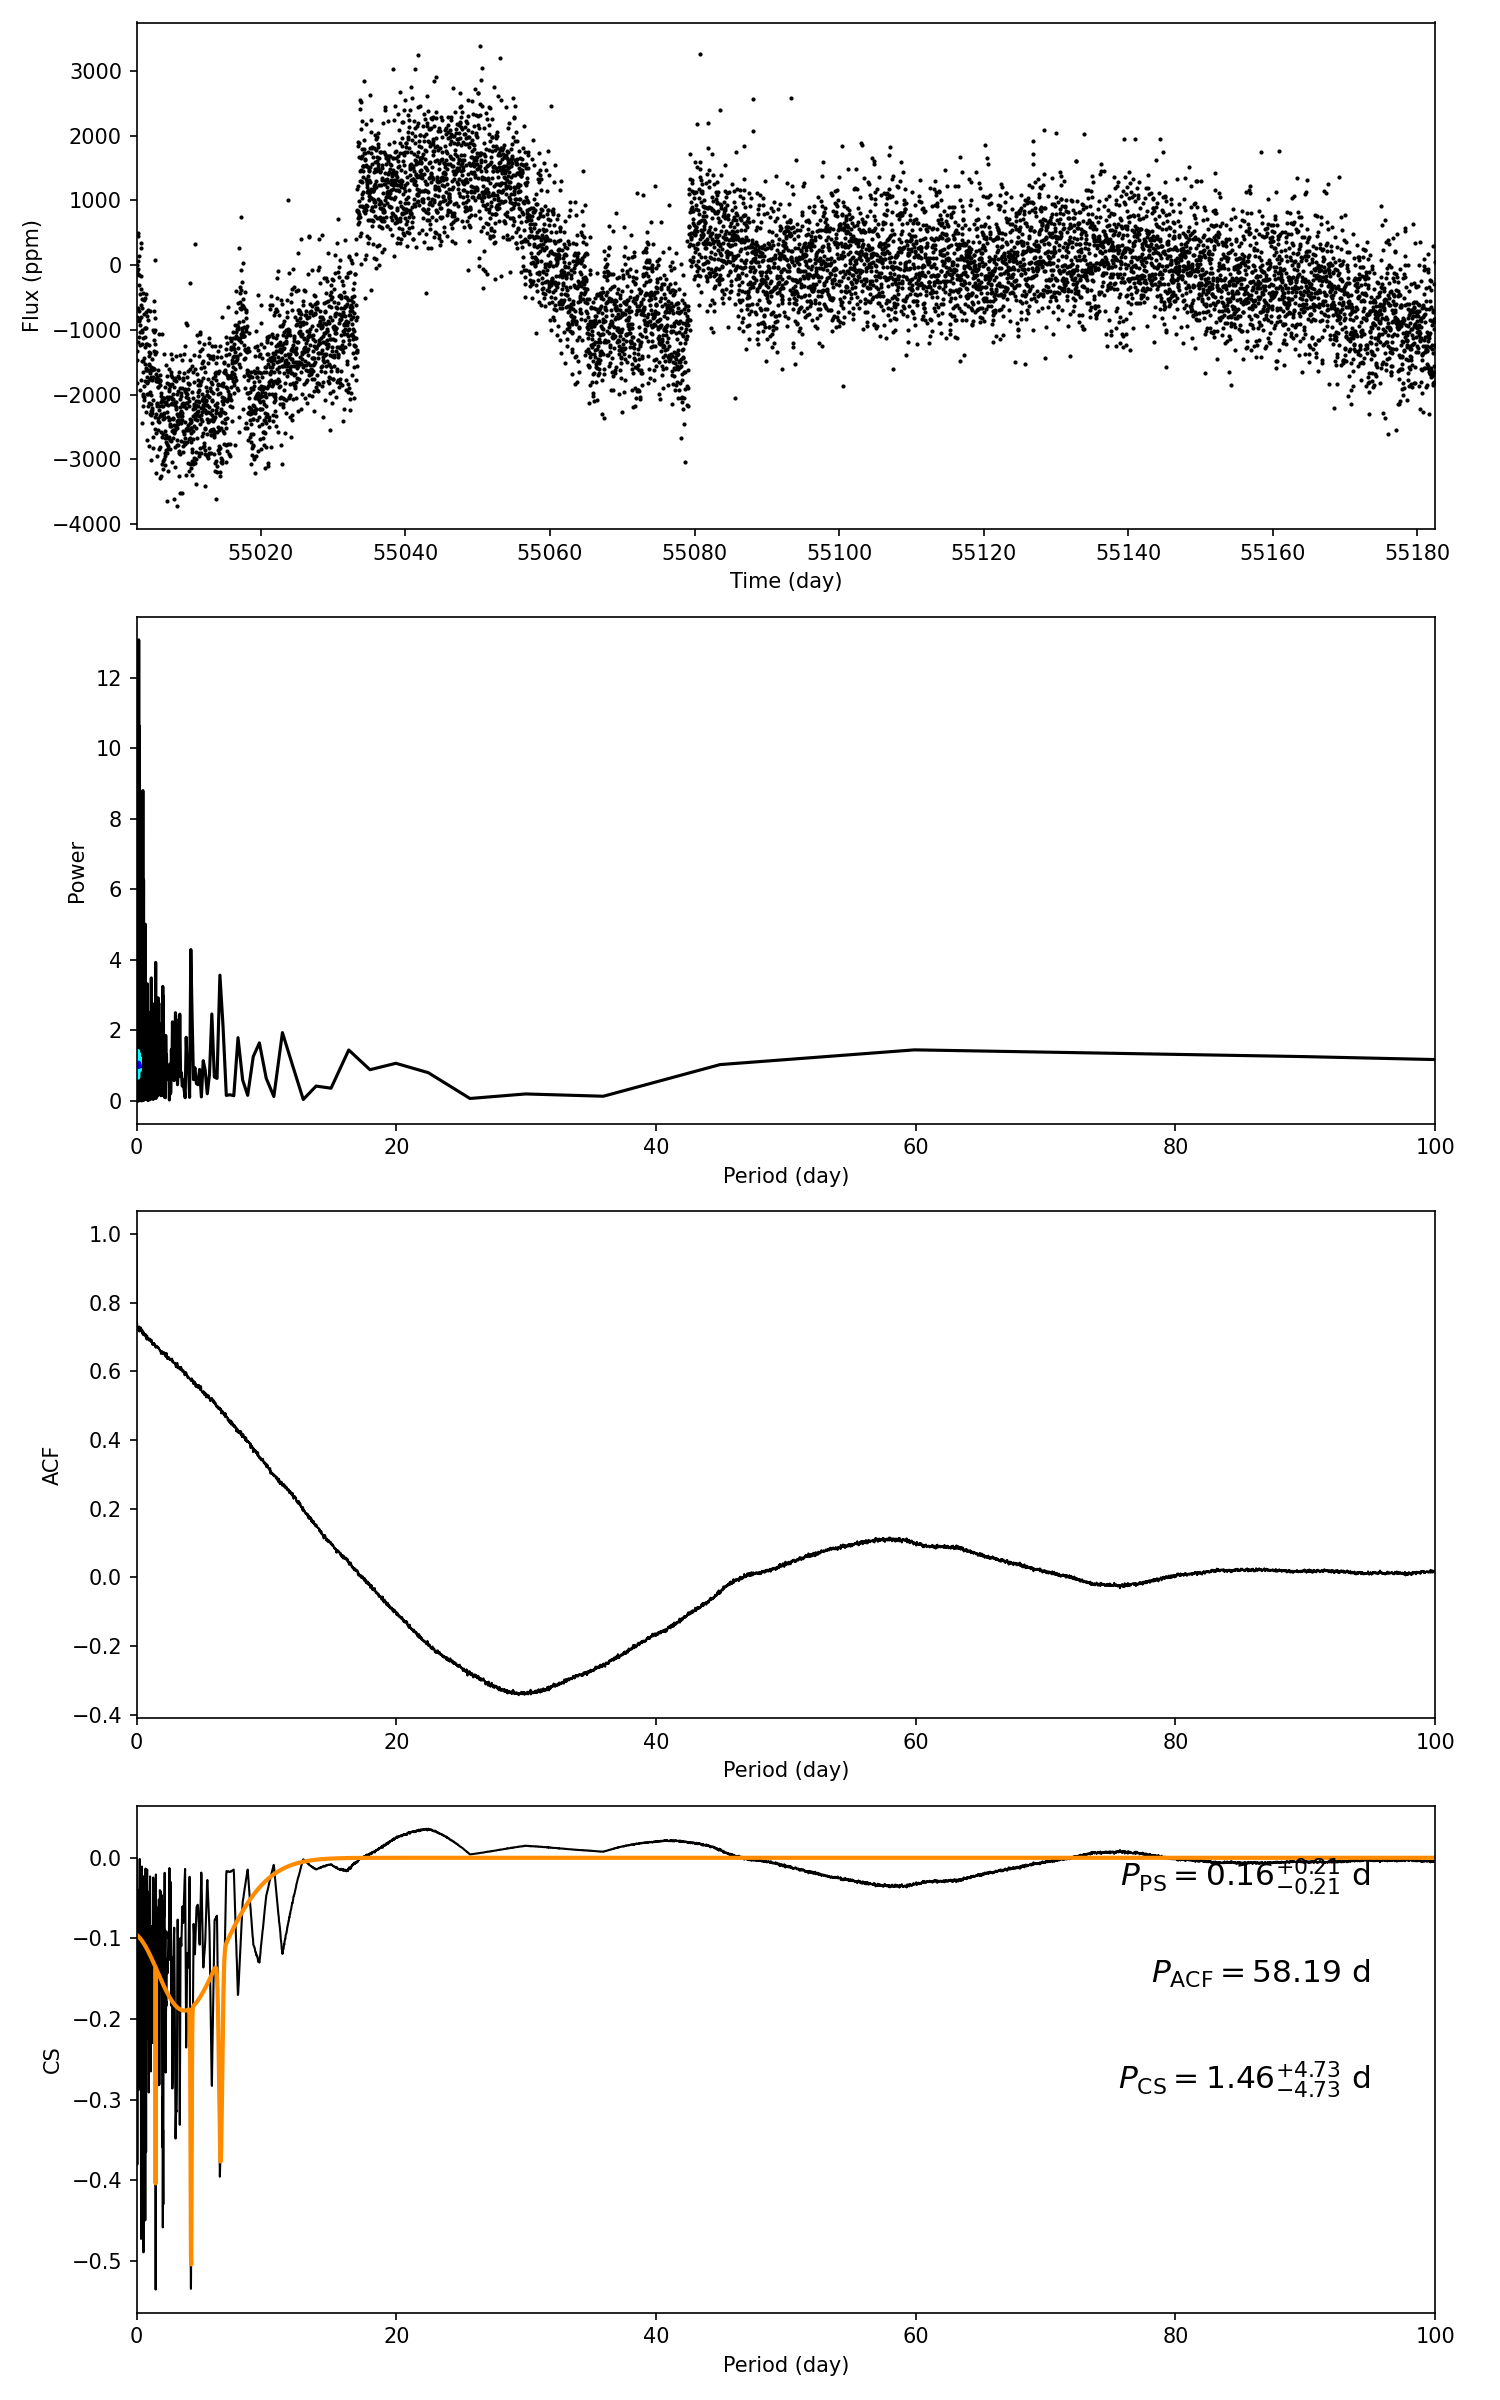 3000
2000
1000
0
−1000
−2000
−3000
−4000
Flux (ppm)
55020 55040 55060 55080 55100 55120 55140 55160 55180
Time (day)
12
10
8
6
4
2
0
Power
0 20 40 60 80 100
Period (day)
1.0
0.8
0.6
0.4
0.2
0.0
−0.2
−0.4
ACF
0 20 40 60 80 100
Period (day)
0.0
−0.1
−0.2
−0.3
−0.4
−0.5
CS
P_PS = 0.16^{+0.21}_{−0.21} d
P_ACF = 58.19 d
P_CS = 1.46^{+4.73}_{−4.73} d
0 20 40 60 80 100
Period (day)